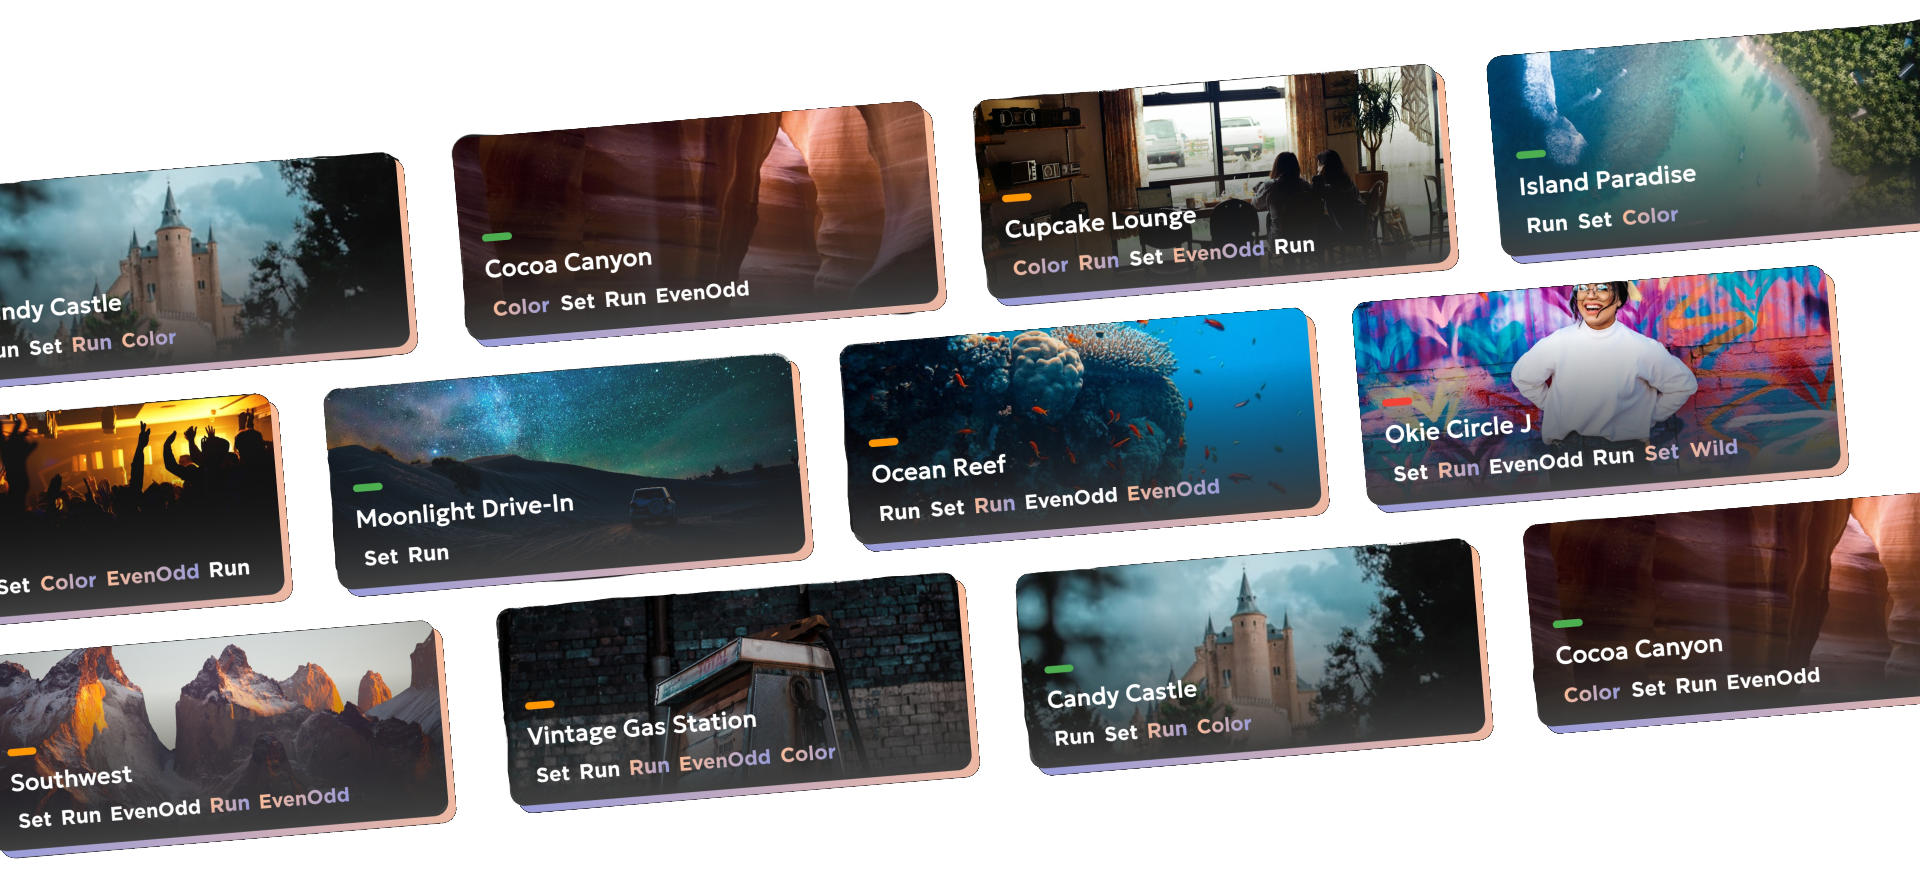 ndy Castle
un Set Run Color
Cocoa Canyon
Color Set Run EvenOdd
Cupcake Lounge
Color Run Set EvenOdd Run
Island Paradise
Run Set Color
Set Color EvenOdd Run
Moonlight Drive-In
Set Run
Ocean Reef
Run Set Run EvenOdd EvenOdd
Okie Circle J
Set Run EvenOdd Run Set Wild
Southwest
Set Run EvenOdd Run EvenOdd
Vintage Gas Station
Set Run Run EvenOdd Color
Candy Castle
Run Set Run Color
Cocoa Canyon
Color Set Run EvenOdd